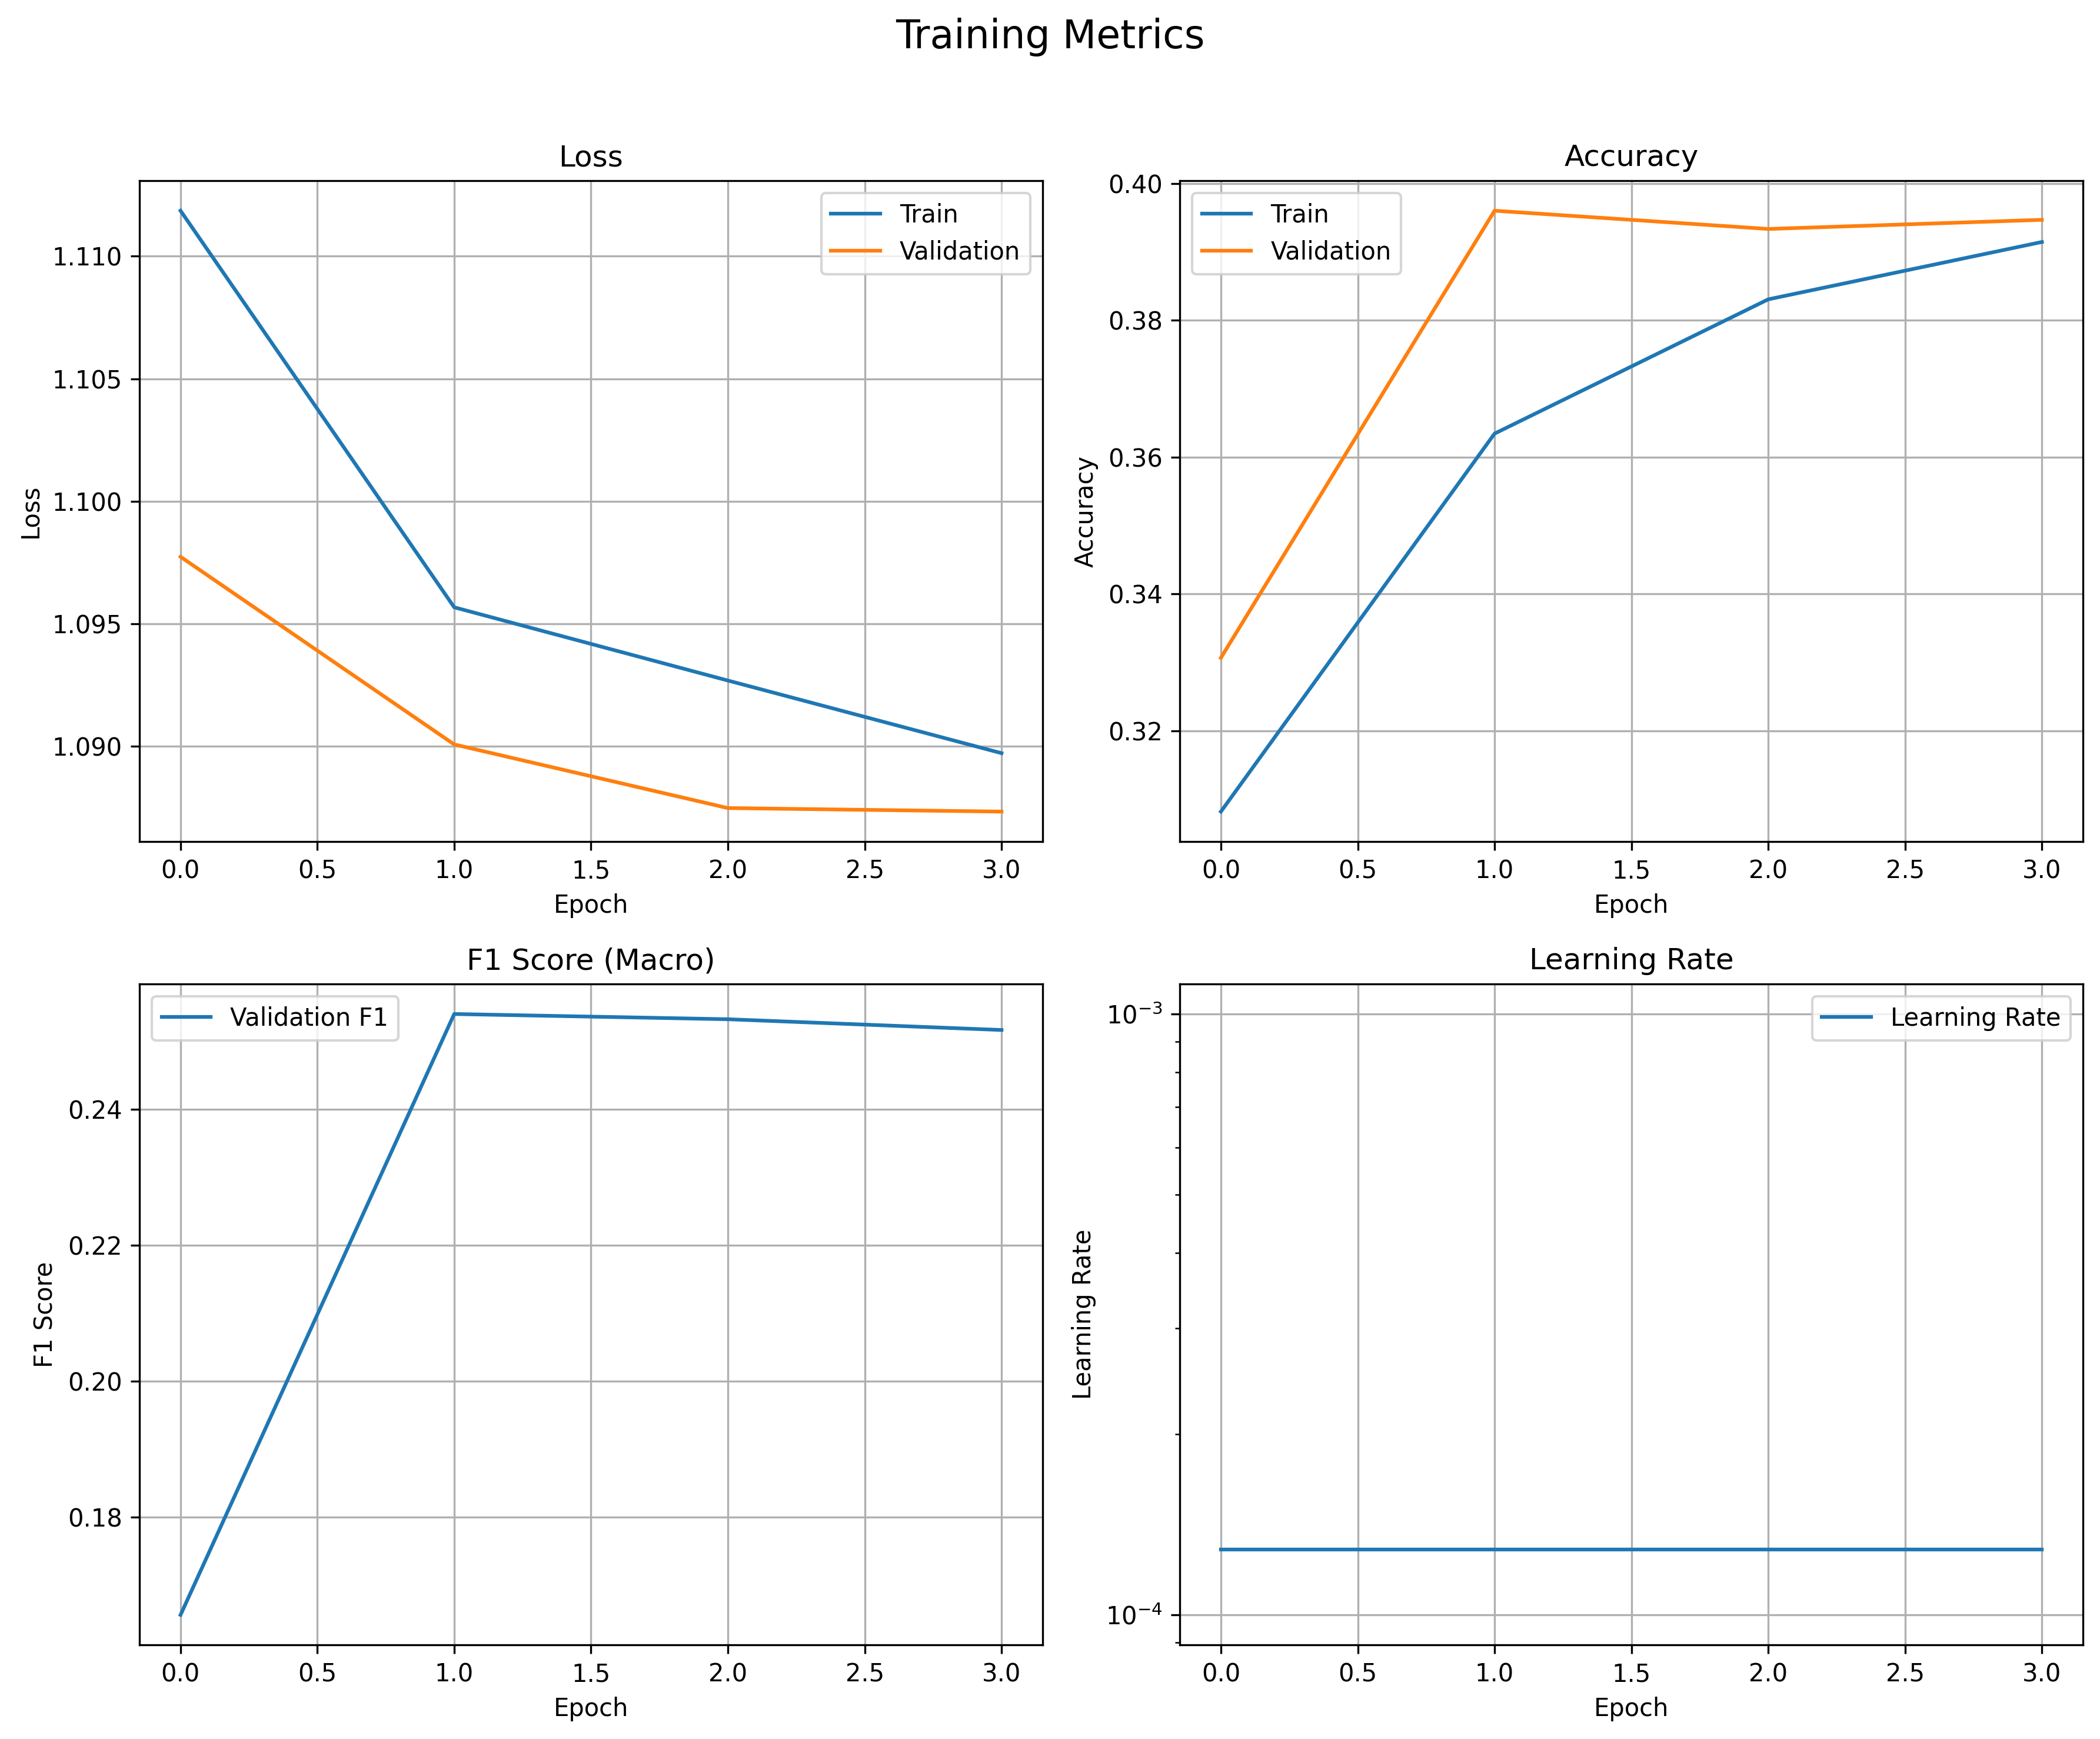 Training Metrics
Loss
Train
Validation
1.110
1.105
1.100
1.095
1.090
Loss
0.0 0.5 1.0 1.5 2.0 2.5 3.0
Epoch
Accuracy
Train
Validation
0.40
0.38
0.36
0.34
0.32
Accuracy
0.0 0.5 1.0 1.5 2.0 2.5 3.0
Epoch
F1 Score (Macro)
Validation F1
0.24
0.22
0.20
0.18
F1 Score
0.0 0.5 1.0 1.5 2.0 2.5 3.0
Epoch
Learning Rate
Learning Rate
10⁻³
10⁻⁴
Learning Rate
0.0 0.5 1.0 1.5 2.0 2.5 3.0
Epoch